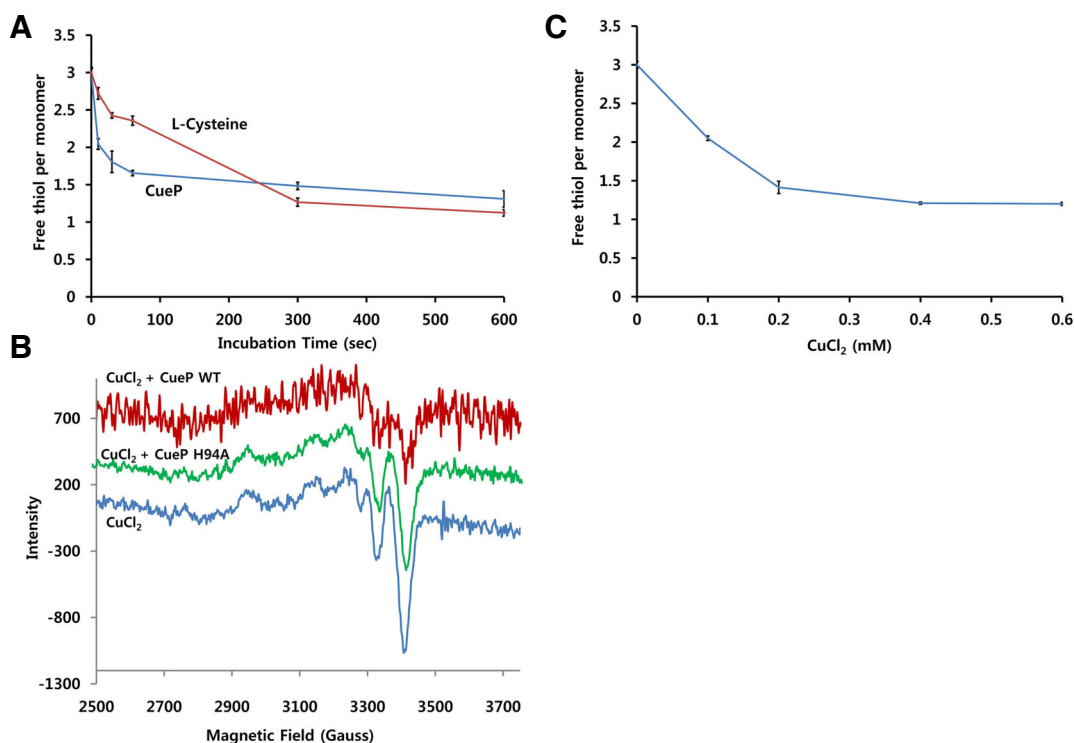 A
3.5
3
2.5
2
1.5
1
0.5
0
Free thiol per monomer
L-Cysteine
CueP
0 100 200 300 400 500 600
Incubation Time (sec)
B
CuCl2 + CueP WT
CuCl2 + CueP H94A
CuCl2
700
200
-300
-800
-1300
Intensity
2500 2700 2900 3100 3300 3500 3700
Magnetic Field (Gauss)
C
3.5
3
2.5
2
1.5
1
0.5
0
Free thiol per monomer
0 0.1 0.2 0.3 0.4 0.5 0.6
CuCl2 (mM)